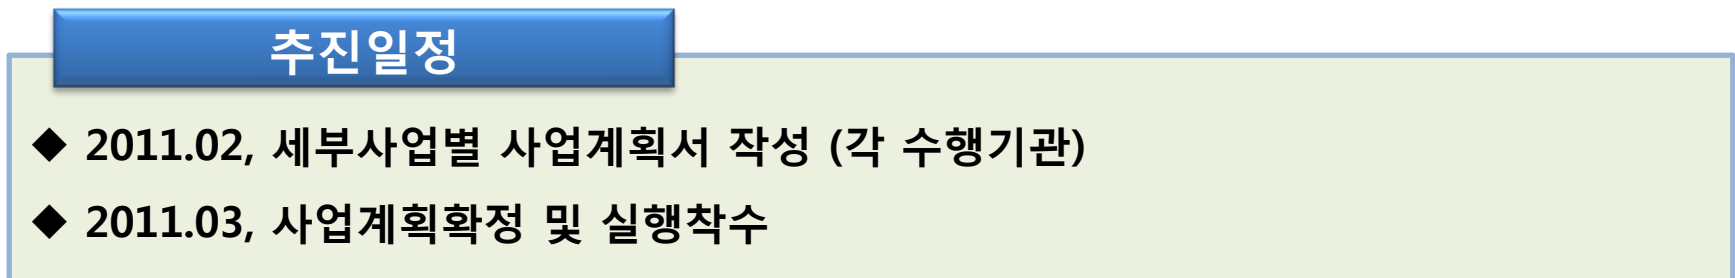 추진일정
◆ 2011.02, 세부사업별 사업계획서 작성 (각 수행기관)
◆ 2011.03, 사업계획확정 및 실행착수